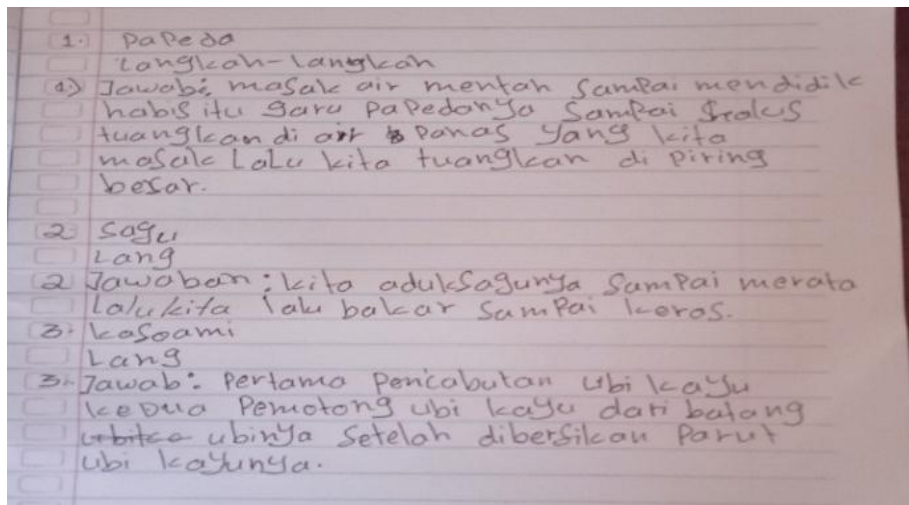 1. Papeda
Langkah-langkah
1) Jawab: masak air mentah sampai mendidik
habis itu garu papedanya sampai
tuangkan di air panas yang kita
masak Lalu kita tuangkan di piring
besar.
2 Sagu
Lang
2 Jawaban: kita aduk sagunya sampai merata
Lalu kita lalu bakar sampai keras.
3. kasoami
Lang
3. Jawab: Pertama Pencabutan Ubi kayu
keDua Pemotong ubi kayu dari batang
ubinya setelah dibersikan Parut
ubi kayunya.